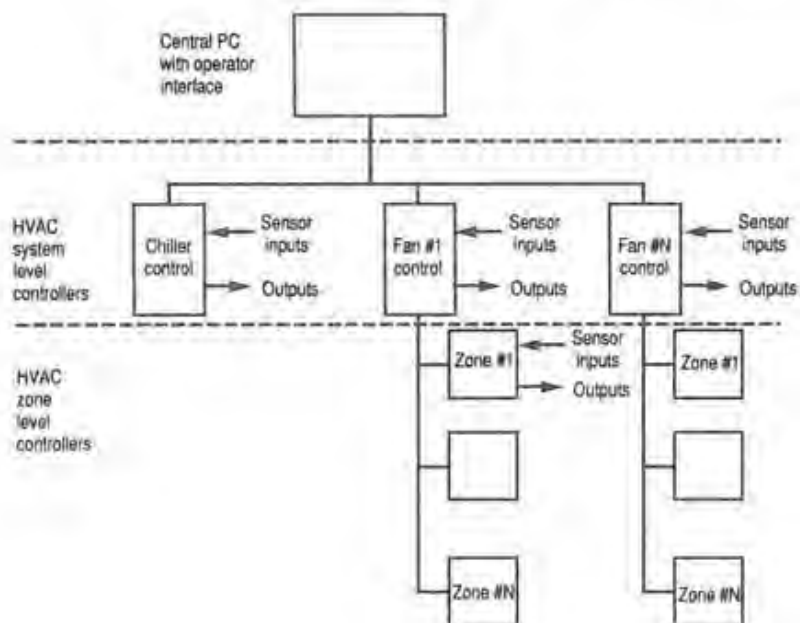 Central PC
with operator
interface
HVAC
system
level
controllers
Chiller
control
Sensor
inputs
Outputs
Fan #1
control
Sensor
inputs
Outputs
Fan #N
control
Sensor
inputs
Outputs
HVAC
zone
level
controllers
Zone #1
Sensor
inputs
Outputs
Zone #1
Zone #N
Zone #N